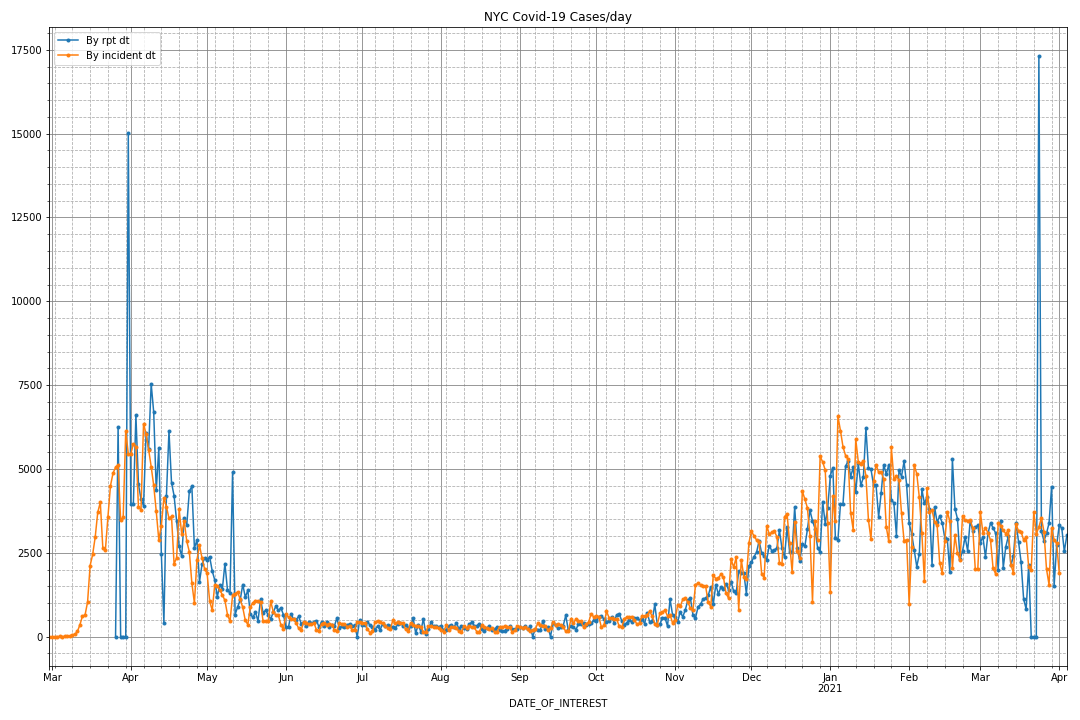 NYC Covid-19 Cases/day
By rpt dt
By incident dt
17500
15000
12500
10000
7500
5000
2500
0
Mar Apr May Jun Jul Aug Sep Oct Nov Dec Jan Feb Mar Apr
2021
DATE_OF_INTEREST